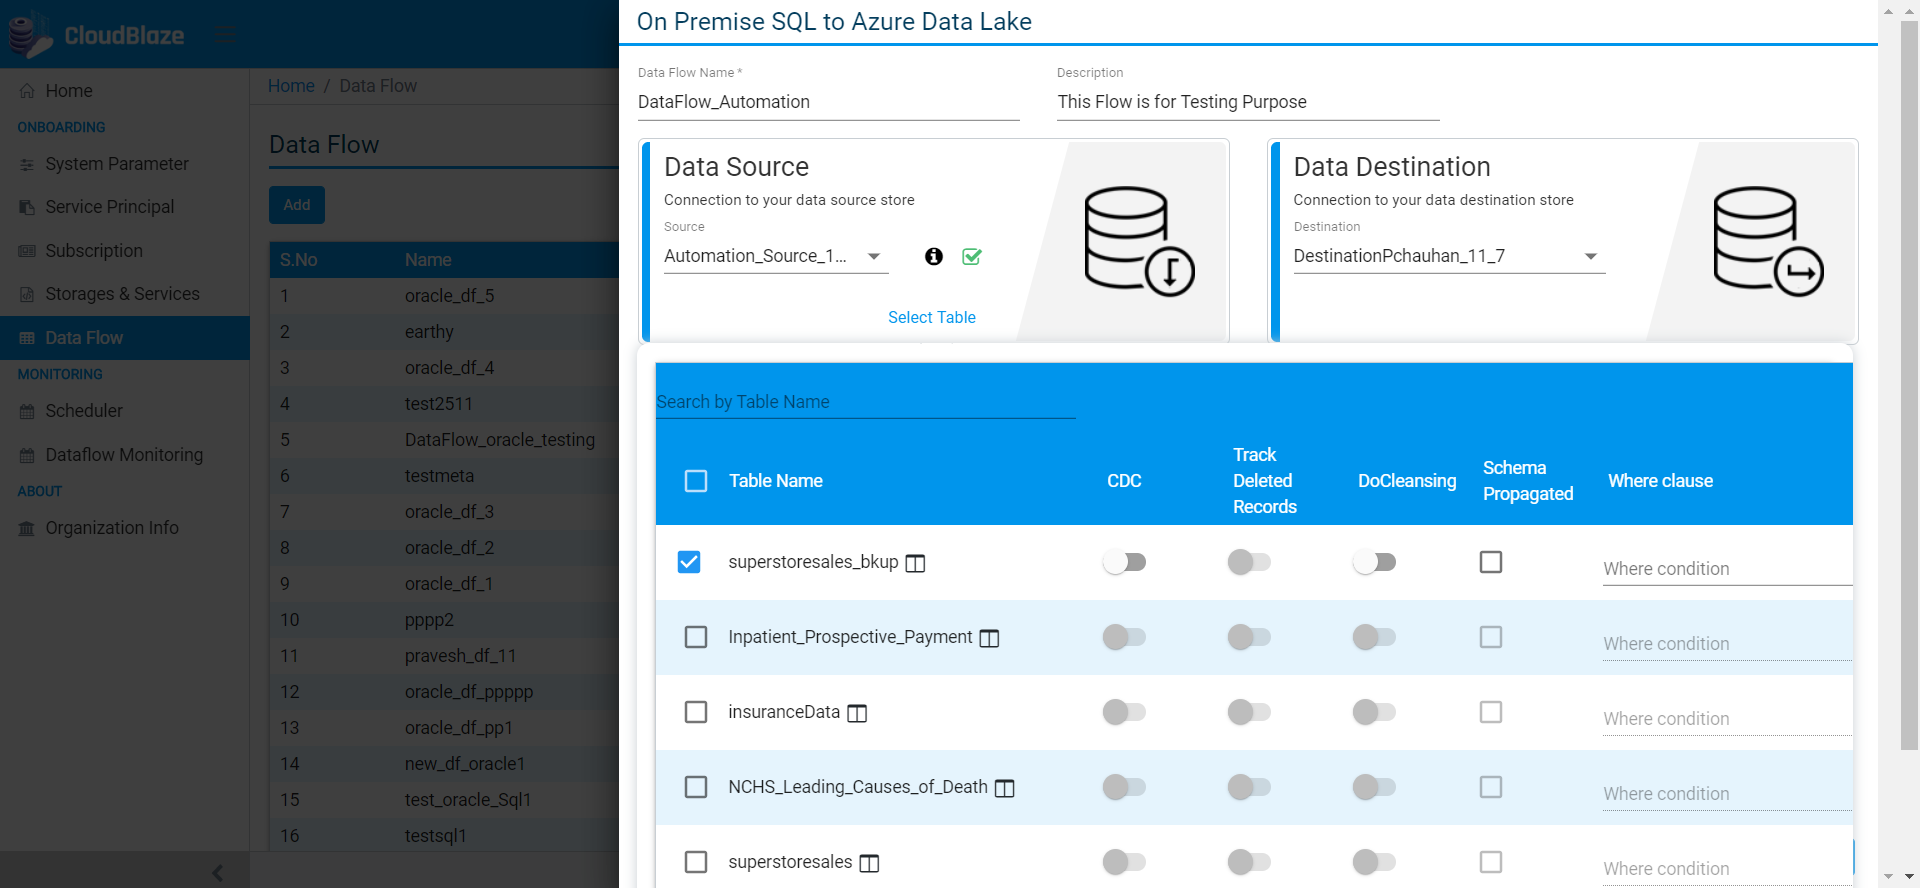 CloudBlaze
Home
ONBOARDING
System Parameter
Service Principal
Subscription
Storages & Services
Data Flow
MONITORING
Scheduler
Dataflow Monitoring
ABOUT
Organization Info
Home / Data Flow
Data Flow
Add
S.No Name
1 oracle_df_5
2 earthy
3 oracle_df_4
4 test2511
5 DataFlow_oracle_testing
6 testmeta
7 oracle_df_3
8 oracle_df_2
9 oracle_df_1
10 pppp2
11 pravesh_df_11
12 oracle_df_ppppp
13 oracle_df_pp1
14 new_df_oracle1
15 test_oracle_Sql1
16 testsql1
On Premise SQL to Azure Data Lake
Data Flow Name * Description
DataFlow_Automation This Flow is for Testing Purpose
Data Source
Connection to your data source store
Source
Automation_Source_1...
Select Table
Data Destination
Connection to your data destination store
Destination
DestinationPchauhan_11_7
Search by Table Name
Table Name
CDC
Track
Deleted
Records
DoCleansing
Schema
Propagated
Where clause
superstoresales_bkup Where condition
Inpatient_Prospective_Payment Where condition
insuranceData Where condition
NCHS_Leading_Causes_of_Death Where condition
superstoresales Where condition